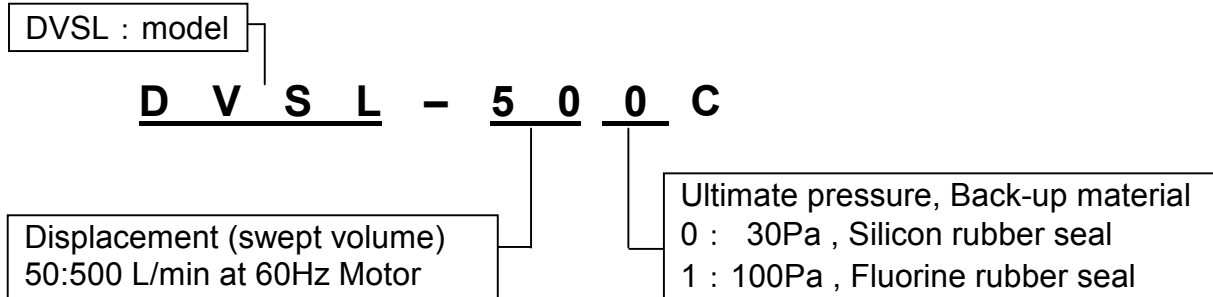 DVSL : model
D V S L – 5 0 0 C
Displacement (swept volume)
50:500 L/min at 60Hz Motor
Ultimate pressure, Back-up material
0 : 30Pa , Silicon rubber seal
1 : 100Pa , Fluorine rubber seal